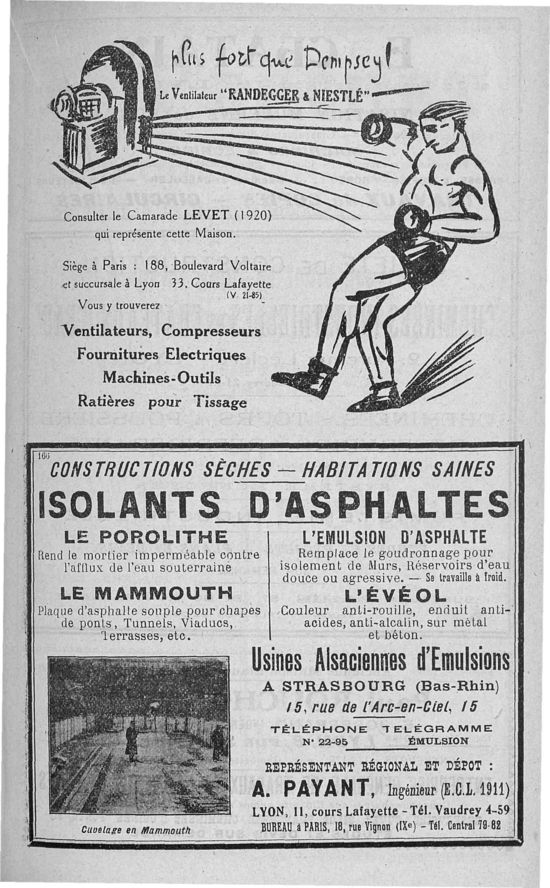 plus fort que Dempsey!
Le Ventilateur "RANDEGGER & NIESTLÉ"
Consulter le Camarade LEVET (1920)
qui représente cette Maison.
Siège à Paris : 188, Boulevard Voltaire
et succursale à Lyon 33, Cours Lafayette
(V. 21-85)
Vous y trouverez
Ventilateurs, Compresseurs
Fournitures Electriques
Machines-Outils
Ratières pour Tissage
166
CONSTRUCTIONS SÈCHES — HABITATIONS SAINES
ISOLANTS D'ASPHALTES
LE POROLITHE
Rend le mortier imperméable contre
l'afflux de l'eau souterraine
LE MAMMOUTH
Plaque d'asphalte souple pour chapes
de ponts, Tunnels, Viaducs,
Terrasses, etc.
L'EMULSION D'ASPHALTE
Remplace le goudronnage pour
isolement de Murs, Réservoirs d'eau
douce ou agressive. — Se travaille à froid.
L'ÉVÉOL
Couleur anti-rouille, enduit anti-
acides, anti-alcalin, sur métal
et béton.
Usines Alsaciennes d'Emulsions
A STRASBOURG (Bas-Rhin)
15, rue de l'Arc-en-Ciel, 15
TÉLÉPHONE TELÉGRAMME
N° 22-95 ÉMULSION
REPRÉSENTANT RÉGIONAL ET DÉPOT :
A. PAYANT, Ingénieur (E.C.L. 1911)
LYON, 11, cours Lafayette - Tél. Vaudrey 4-59
BUREAU à PARIS, 18, rue Vignon (IXe) - Tél. Central 79-82
Cuvelage en Mammouth